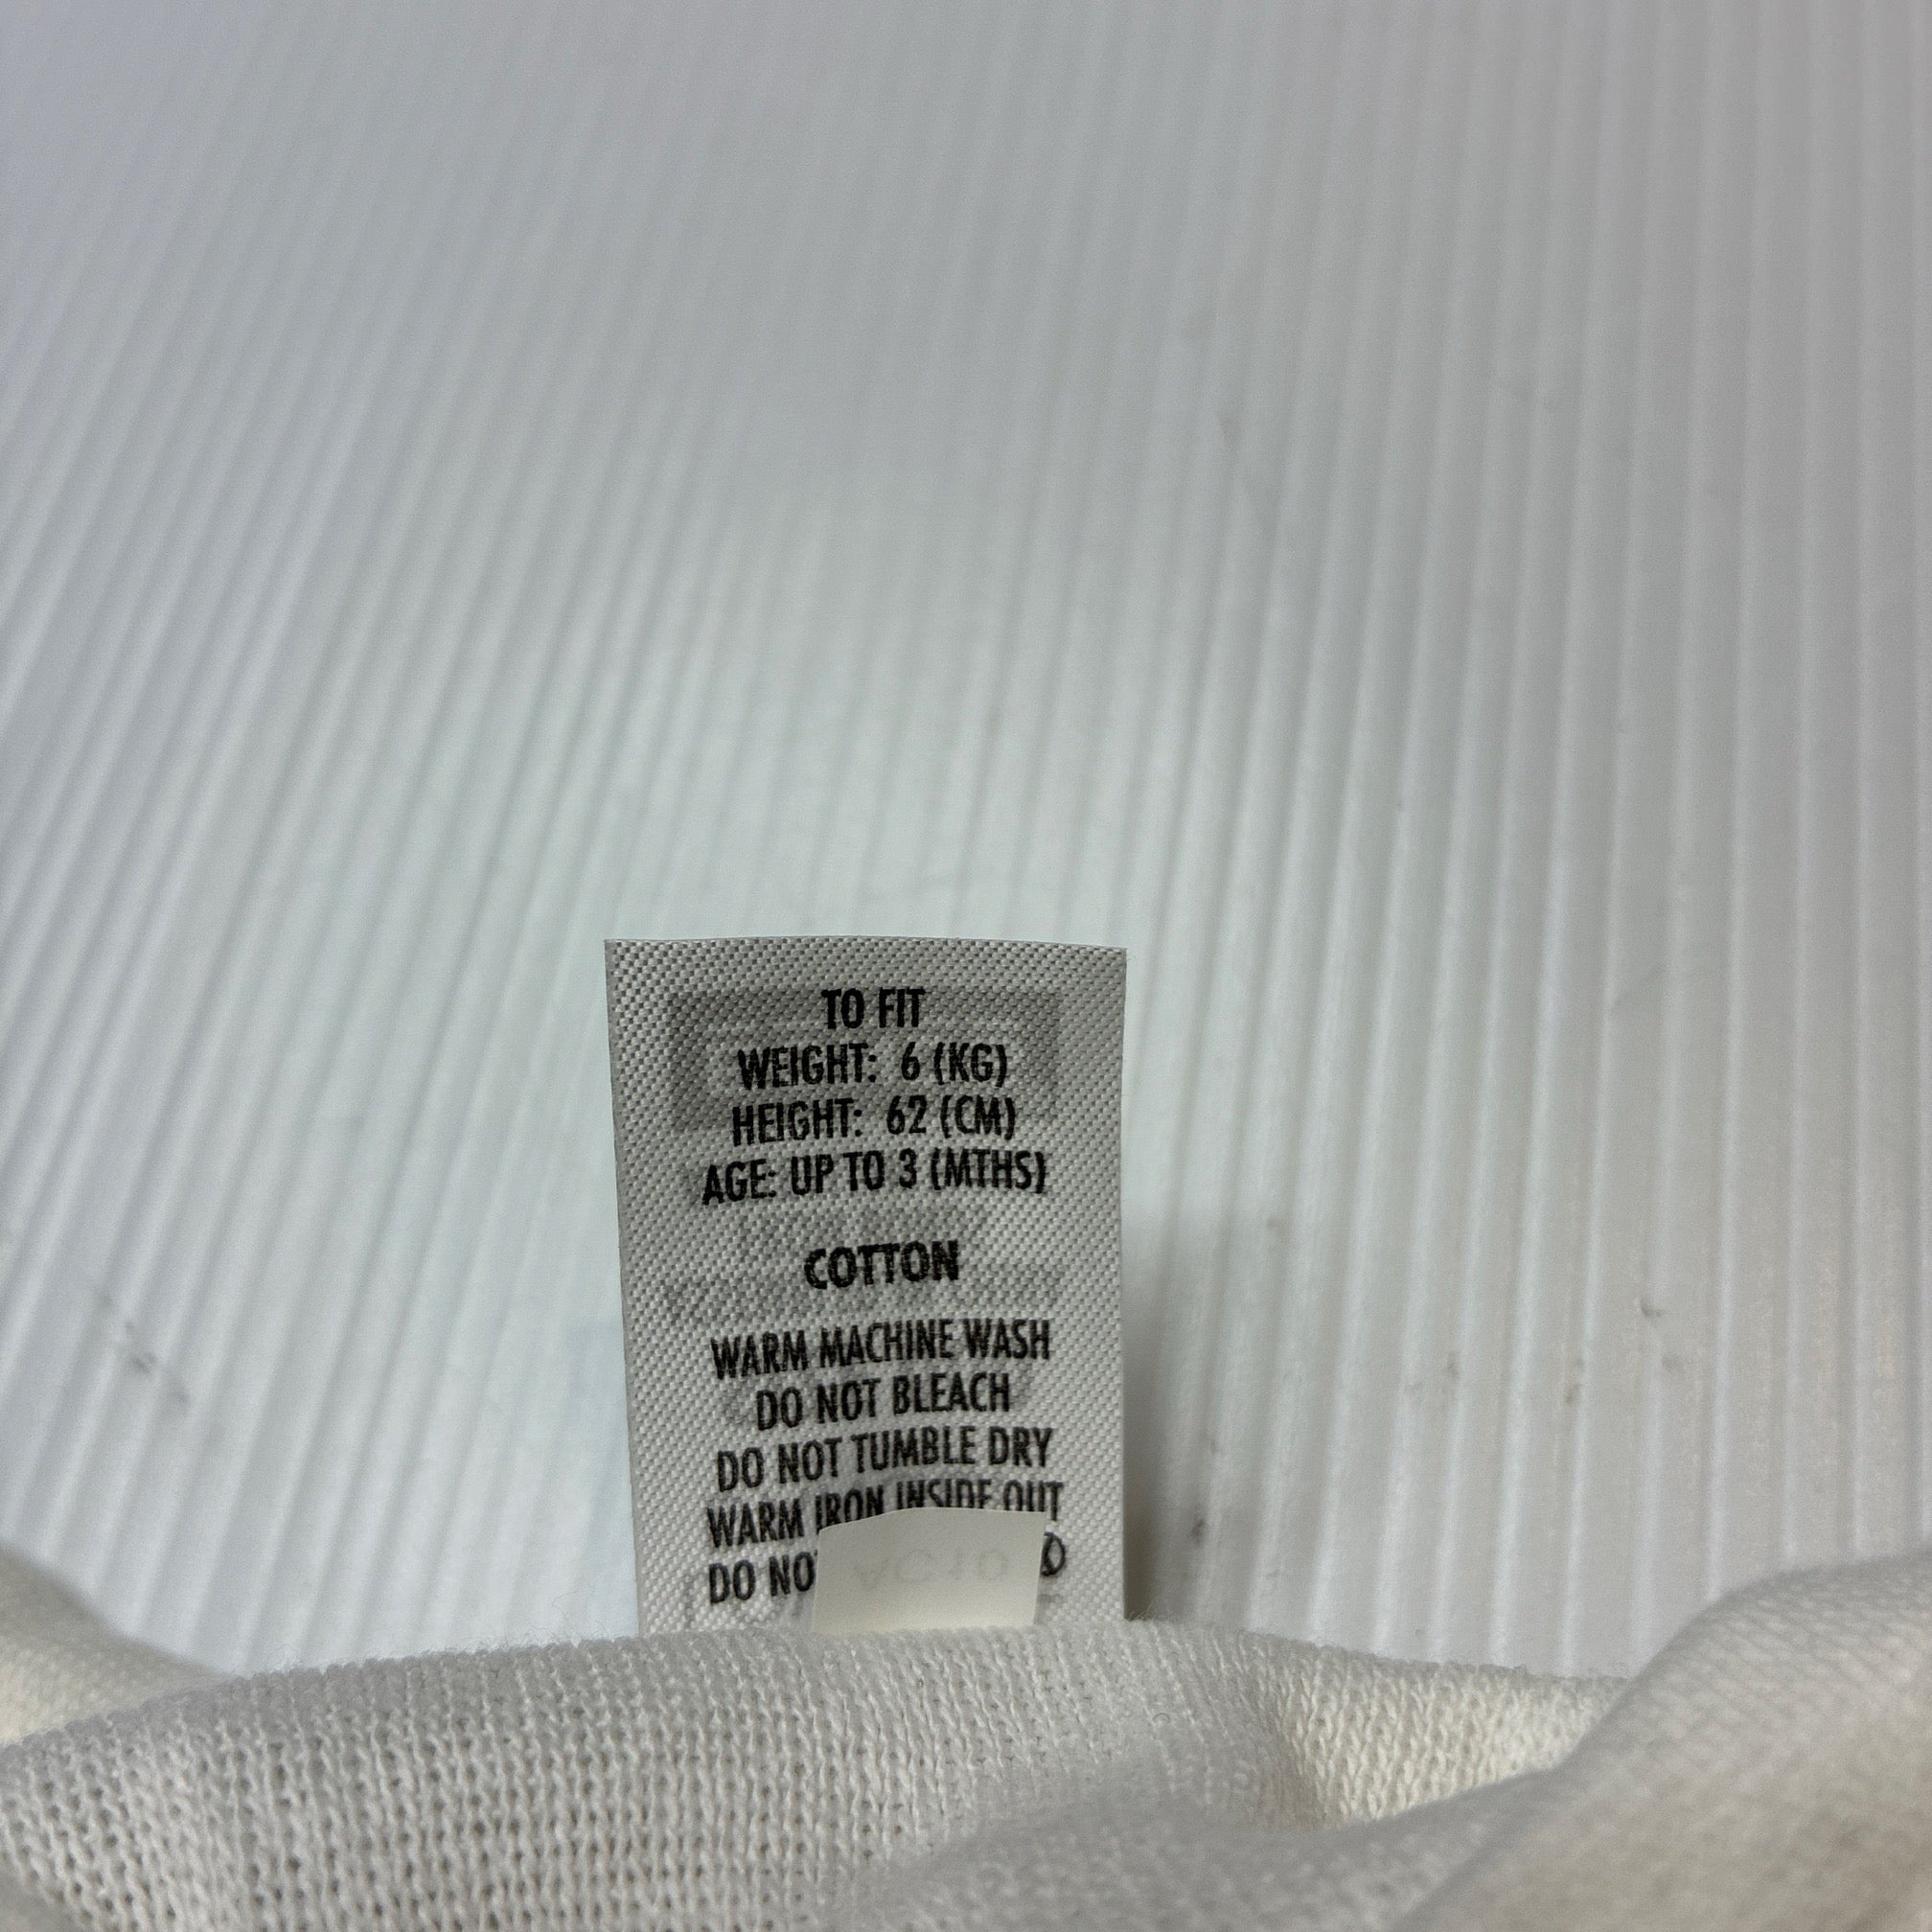 TO FIT
WEIGHT: 6 (KG)
HEIGHT: 62 (CM)
AGE: UP TO 3 (MTHS)
COTTON
WARM MACHINE WASH
DO NOT BLEACH
DO NOT TUMBLE DRY
WARM IRON INSIDE OUT
DO